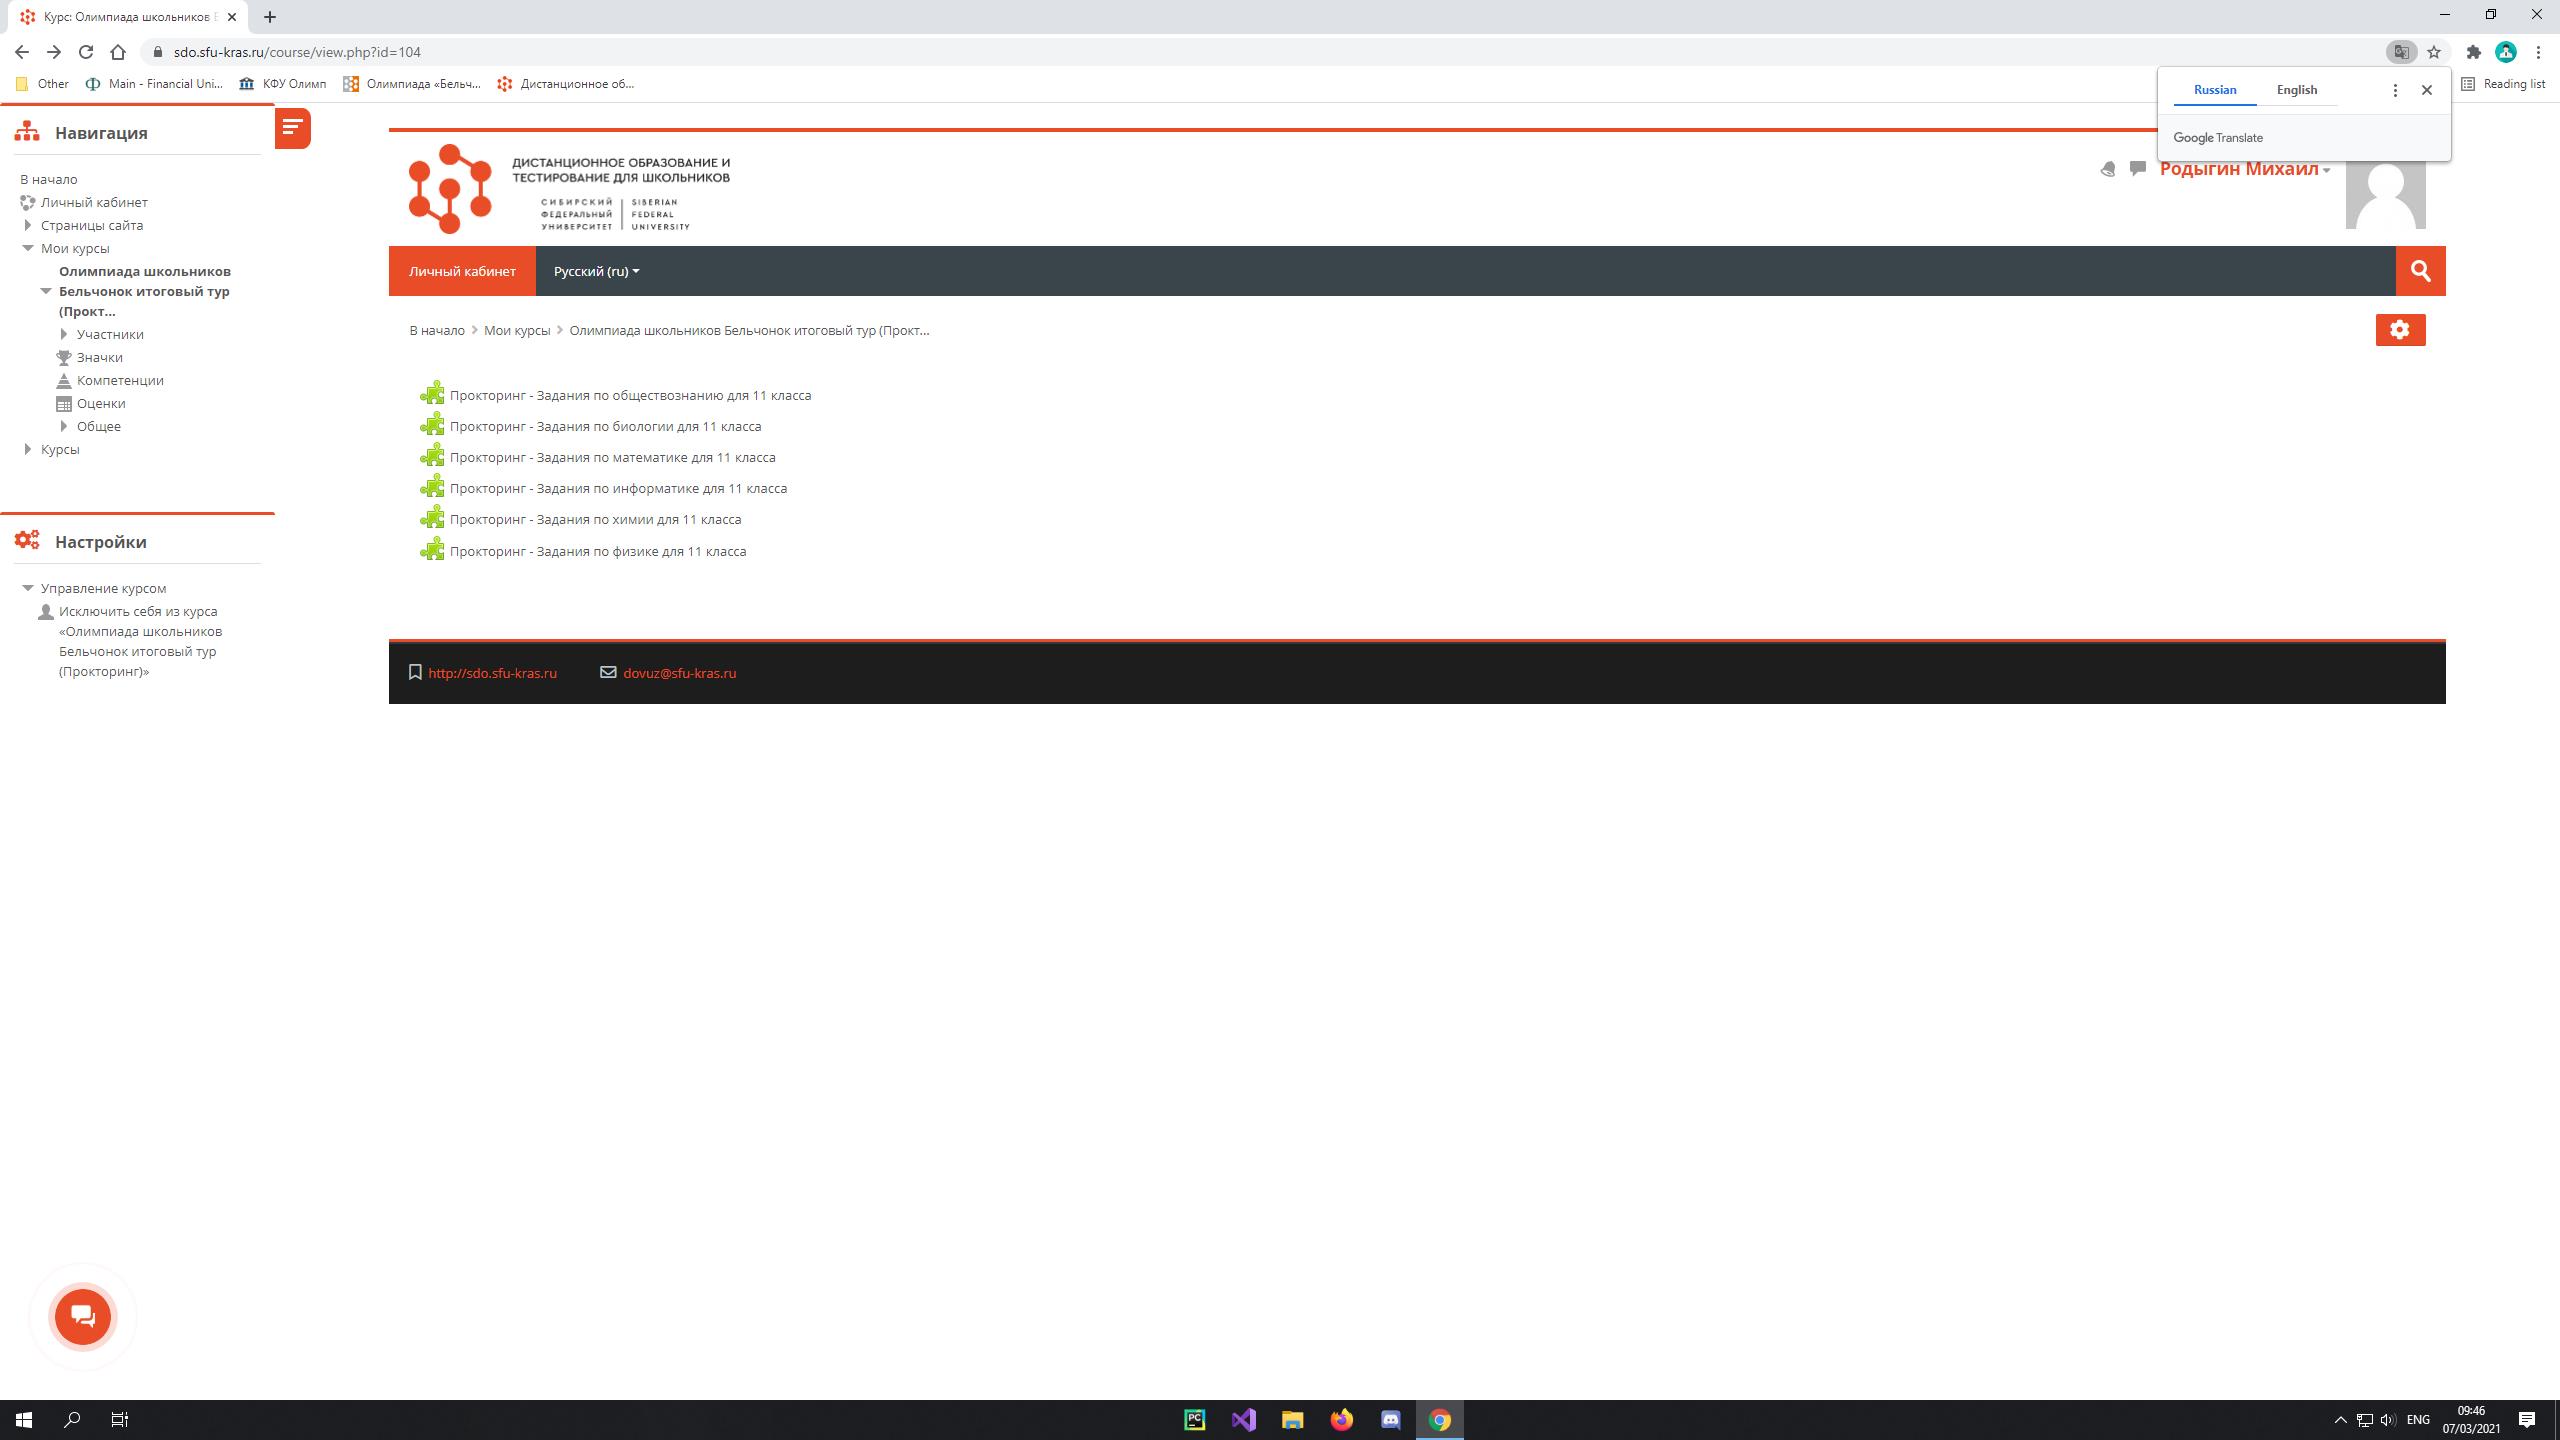 Курс: Олимпиада школьников
sdo.sfu-kras.ru/course/view.php?id=104
Other
Main - Financial Uni...
КФУ Олимп
Олимпиада «Бельч...
Дистанционное об...
Reading list
Russian
English
Google Translate
Навигация
В начало
Личный кабинет
Страницы сайта
Мои курсы
Олимпиада школьников
Бельчонок итоговый тур
(Прокт...
Участники
Значки
Компетенции
Оценки
Общее
Курсы
Настройки
Управление курсом
Исключить себя из курса
«Олимпиада школьников
Бельчонок итоговый тур
(Прокторинг)»
ДИСТАНЦИОННОЕ ОБРАЗОВАНИЕ И
ТЕСТИРОВАНИЕ ДЛЯ ШКОЛЬНИКОВ
СИБИРСКИЙ
ФЕДЕРАЛЬНЫЙ
УНИВЕРСИТЕТ
SIBERIAN
FEDERAL
UNIVERSITY
Родыгин Михаил
Личный кабинет
Русский (ru)
В начало
Мои курсы
Олимпиада школьников Бельчонок итоговый тур (Прокт...
Прокторинг - Задания по обществознанию для 11 класса
Прокторинг - Задания по биологии для 11 класса
Прокторинг - Задания по математике для 11 класса
Прокторинг - Задания по информатике для 11 класса
Прокторинг - Задания по химии для 11 класса
Прокторинг - Задания по физике для 11 класса
http://sdo.sfu-kras.ru
dovuz@sfu-kras.ru
PC
ENG
09:46
07/03/2021